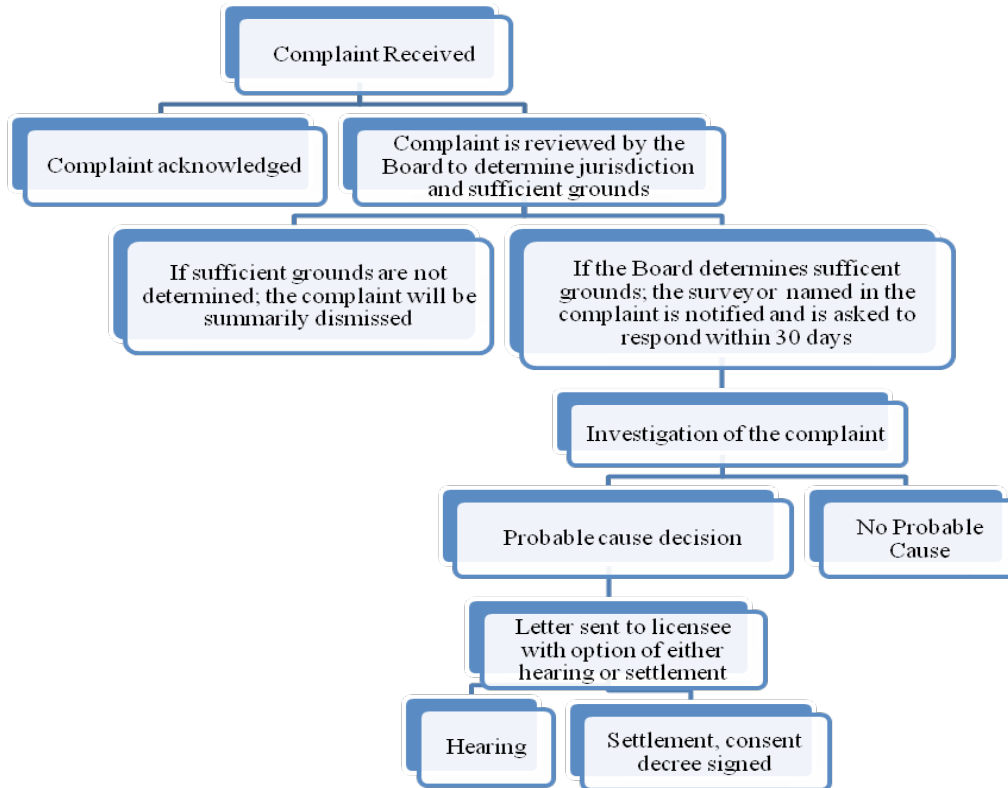 Complaint Received
Complaint acknowledged
Complaint is reviewed by the
Board to determine jurisdiction
and sufficient grounds
If sufficient grounds are not
determined; the complaint will be
summarily dismissed
If the Board determines sufficent
grounds; the surveyor named in the
complaint is notified and is asked to
respond within 30 days
Investigation of the complaint
Probable cause decision
No Probable
Cause
Letter sent to licensee
with option of either
hearing or settlement
Hearing
Settlement, consent
decree signed